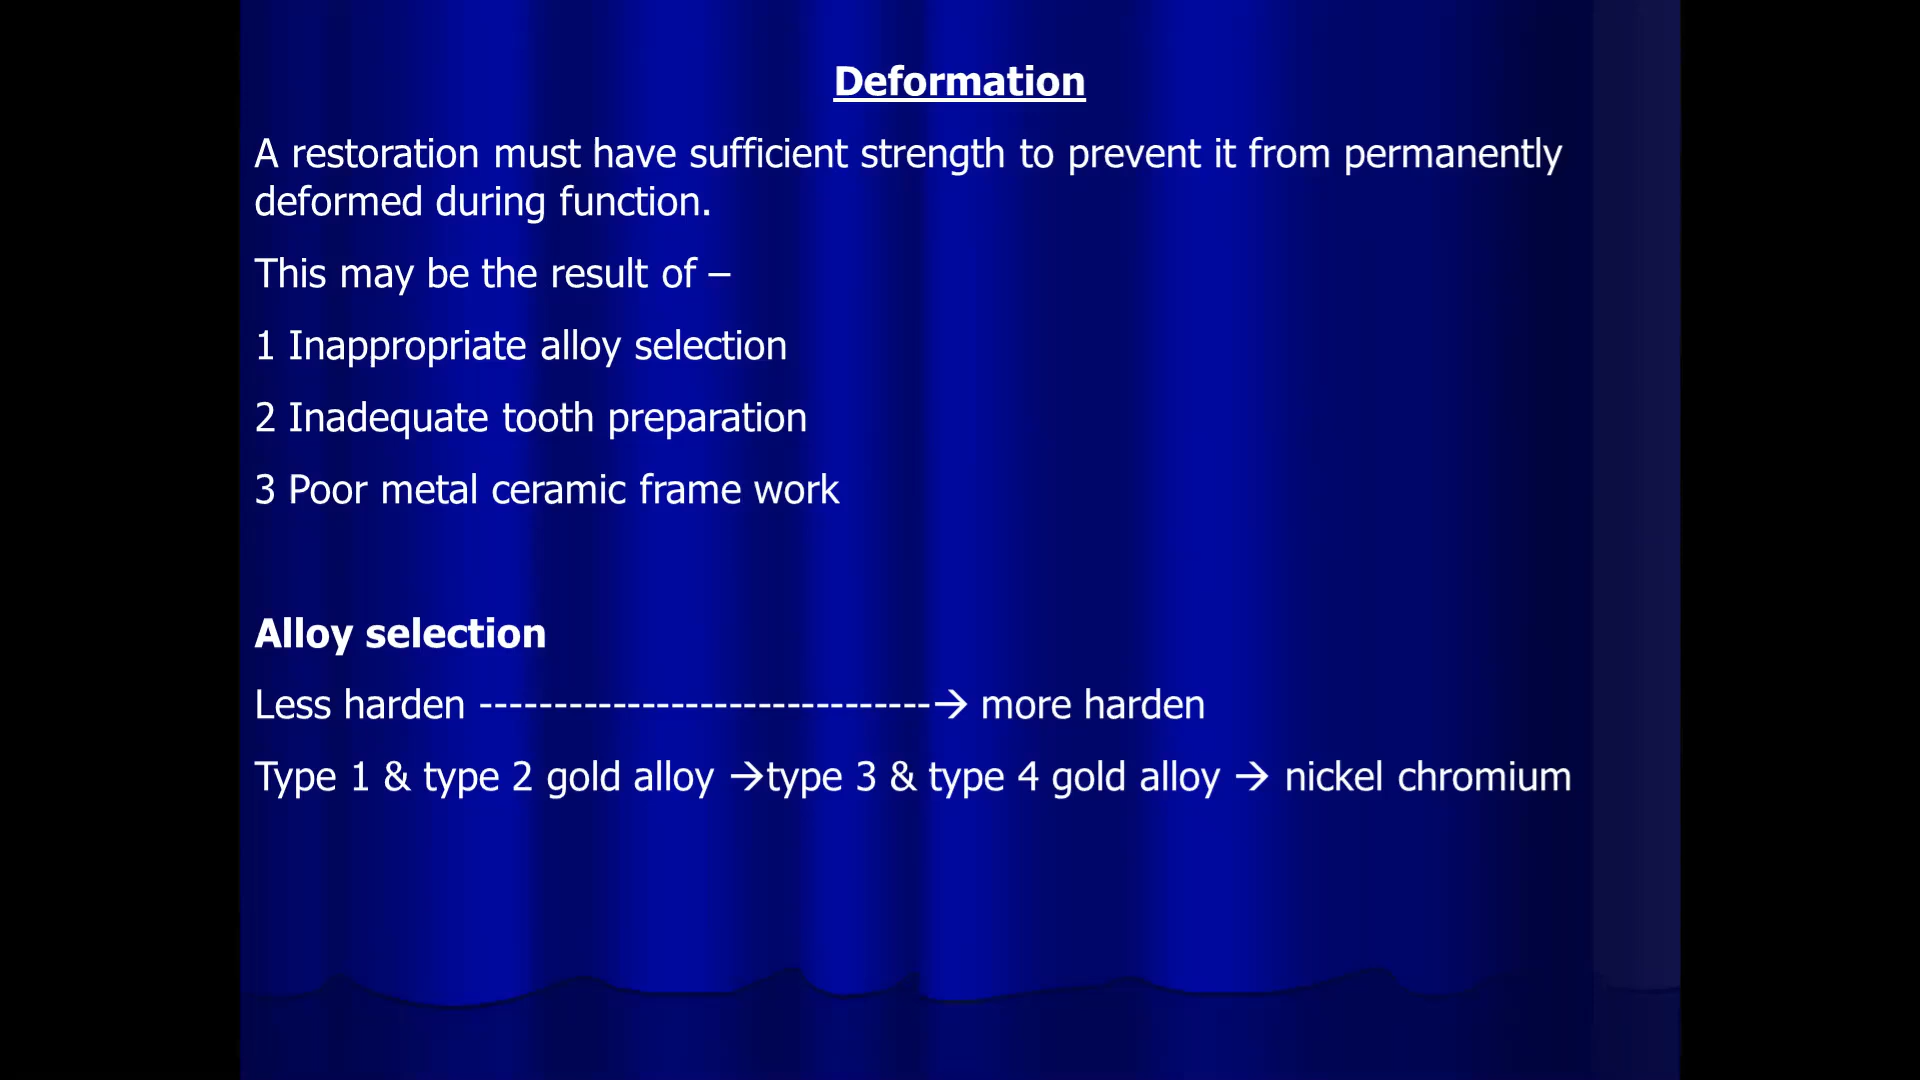 Deformation
A restoration must have sufficient strength to prevent it from permanently
deformed during function.
This may be the result of –
1 Inappropriate alloy selection
2 Inadequate tooth preparation
3 Poor metal ceramic frame work
Alloy selection
Less harden -------------------------------→ more harden
Type 1 & type 2 gold alloy →type 3 & type 4 gold alloy → nickel chromium